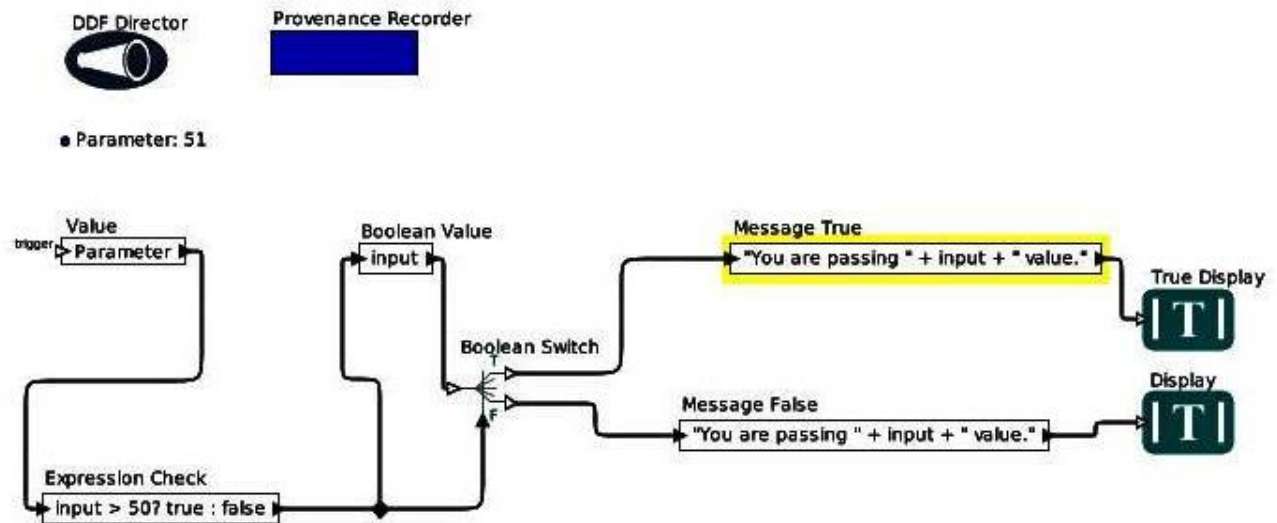 DDF Director
Provenance Recorder
Parameter: 51
Value
trigger
Parameter
Boolean Value
input
Message True
"You are passing " + input + " value."
True Display
T
Boolean Switch
T
F
Message False
"You are passing " + input + " value."
Display
T
Expression Check
input > 50? true : false